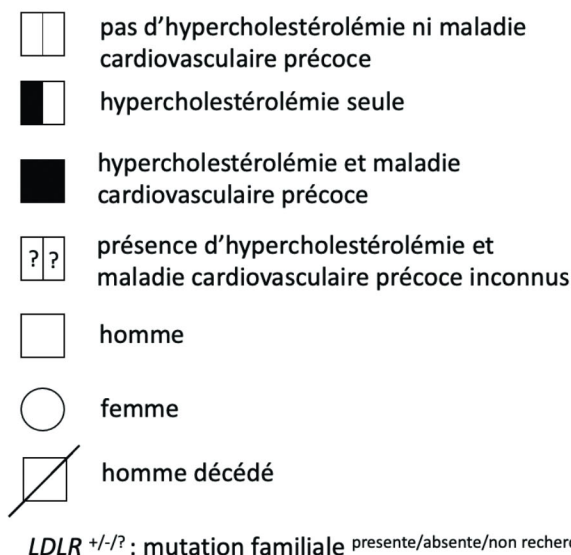 pas d’hypercholestérolémie ni maladie
cardiovasculaire précoce
hypercholestérolémie seule
hypercholestérolémie et maladie
cardiovasculaire précoce
? ?
présence d’hypercholestérolémie et
maladie cardiovasculaire précoce inconnus
homme
femme
homme décédé
LDLR +/-/? : mutation familiale presente/absente/non